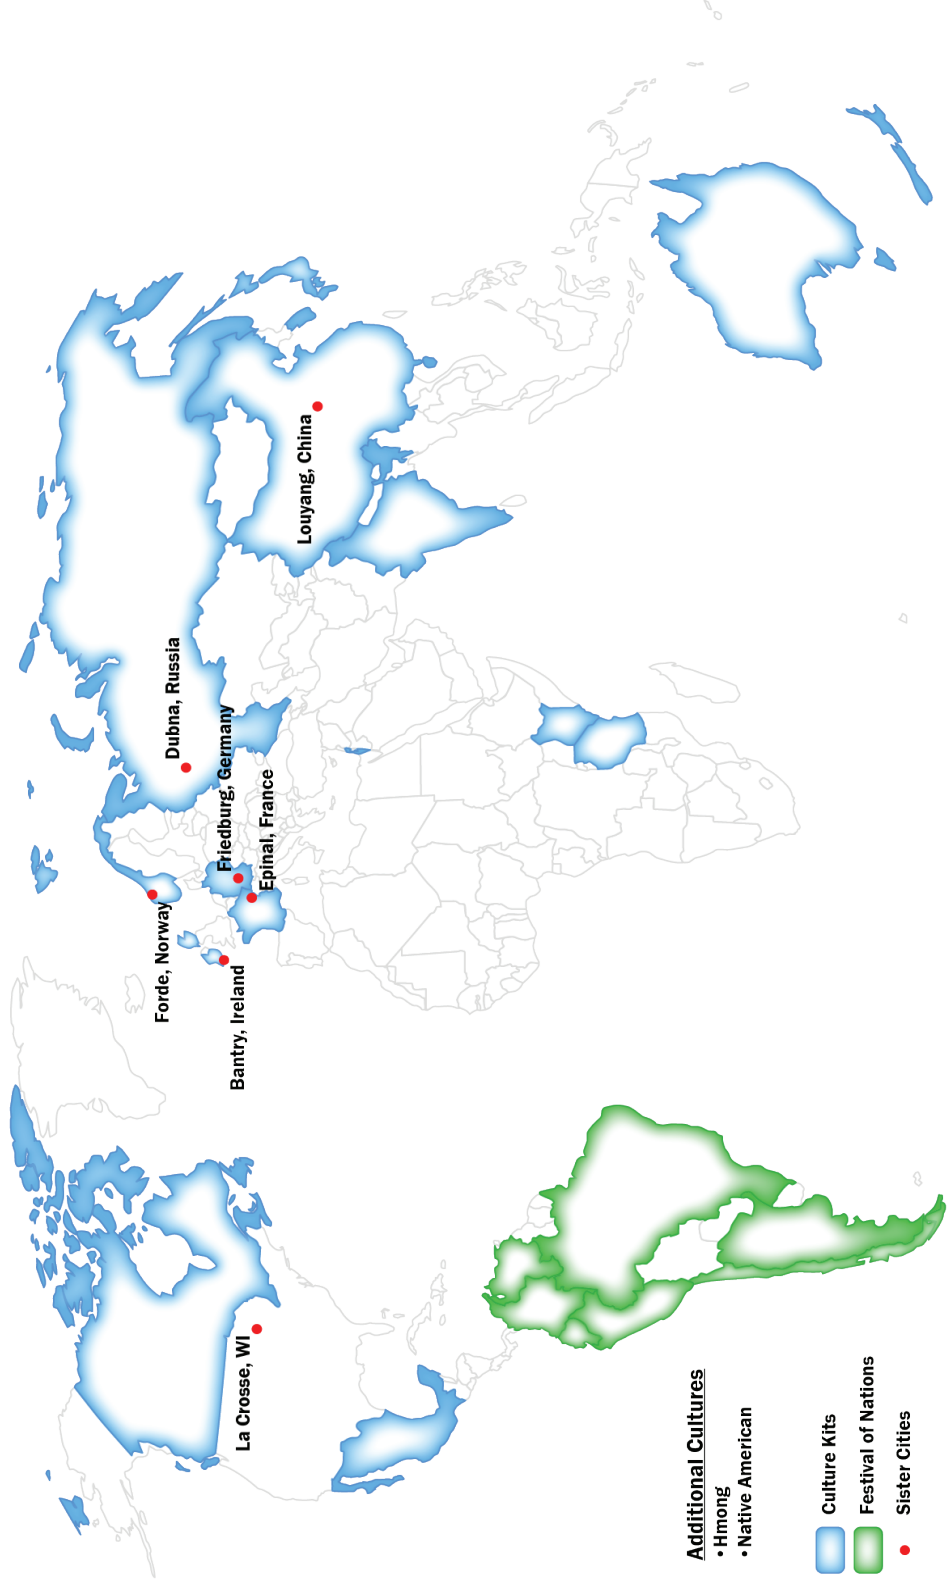 Forde, Norway
Dubna, Russia
Friedburg, Germany
Bantry, Ireland
La Crosse, WI
Epinal, France
Louyang, China
Additional Cultures
• Hmong
• Native American
Culture Kits
Festival of Nations
Sister Cities